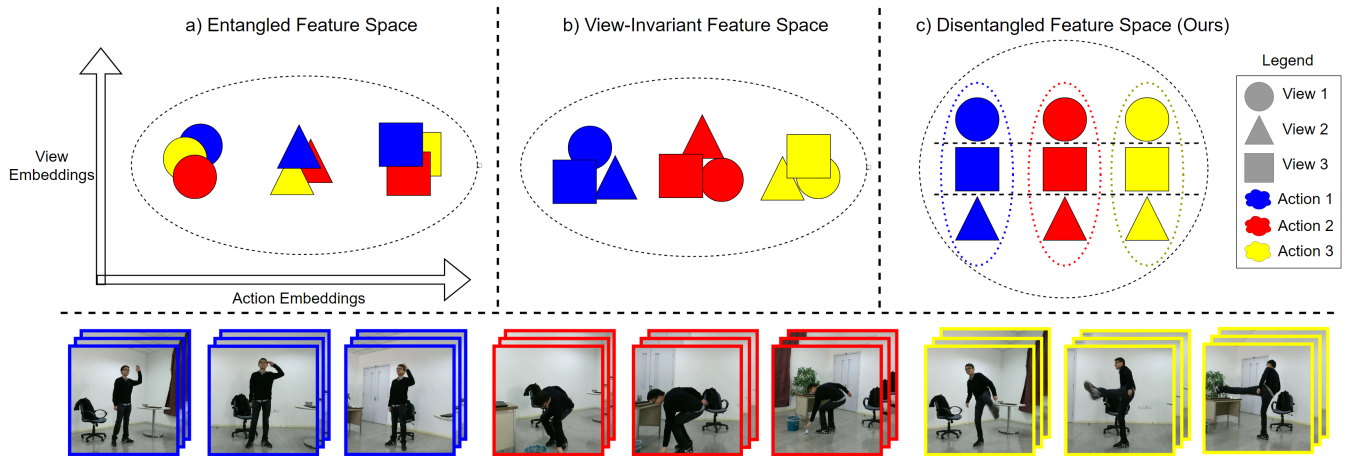 a) Entangled Feature Space
b) View-Invariant Feature Space
c) Disentangled Feature Space (Ours)
View
Embeddings
Action Embeddings
Legend
View 1
View 2
View 3
Action 1
Action 2
Action 3